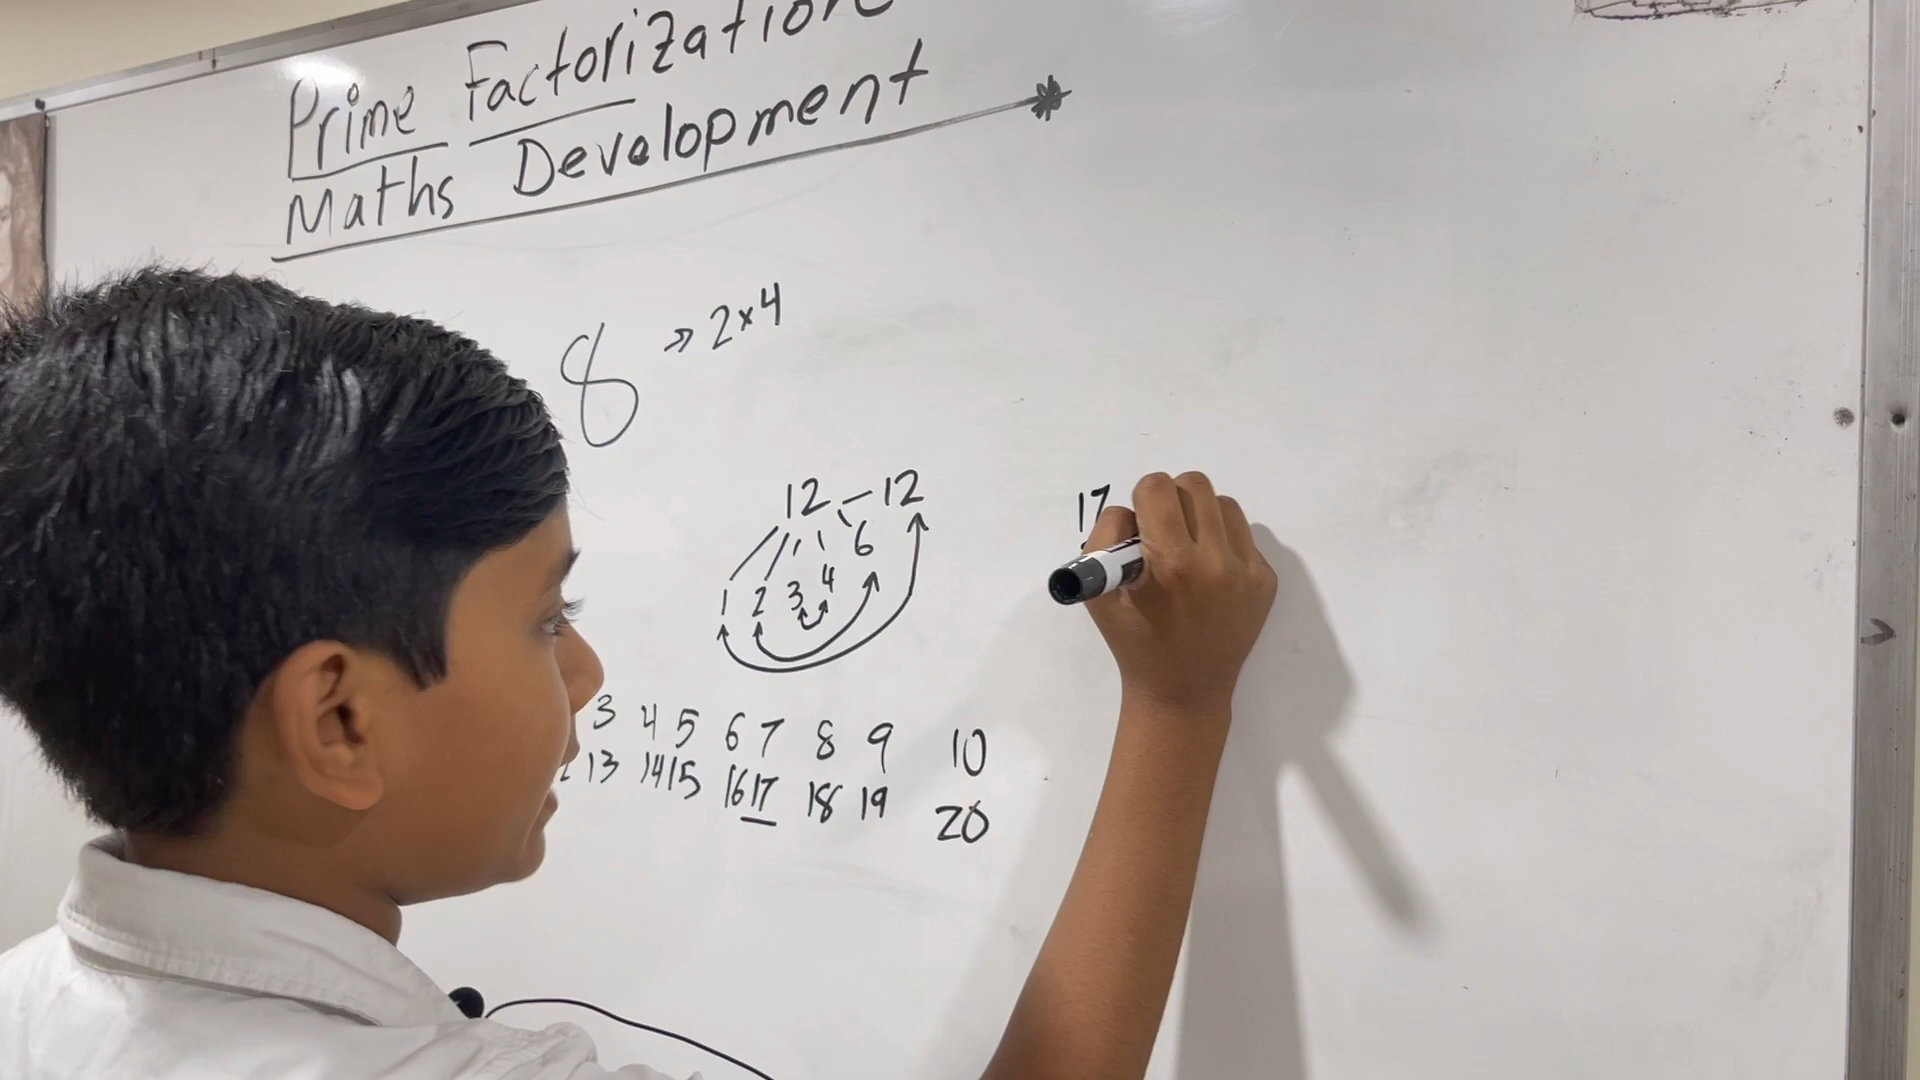 Prime Factorization
Maths Development
8 → 2×4
12 – 12
6
1 2 3 4
17
3 4 5 6 7 8 9 10
13 14 15 16 17 18 19 20